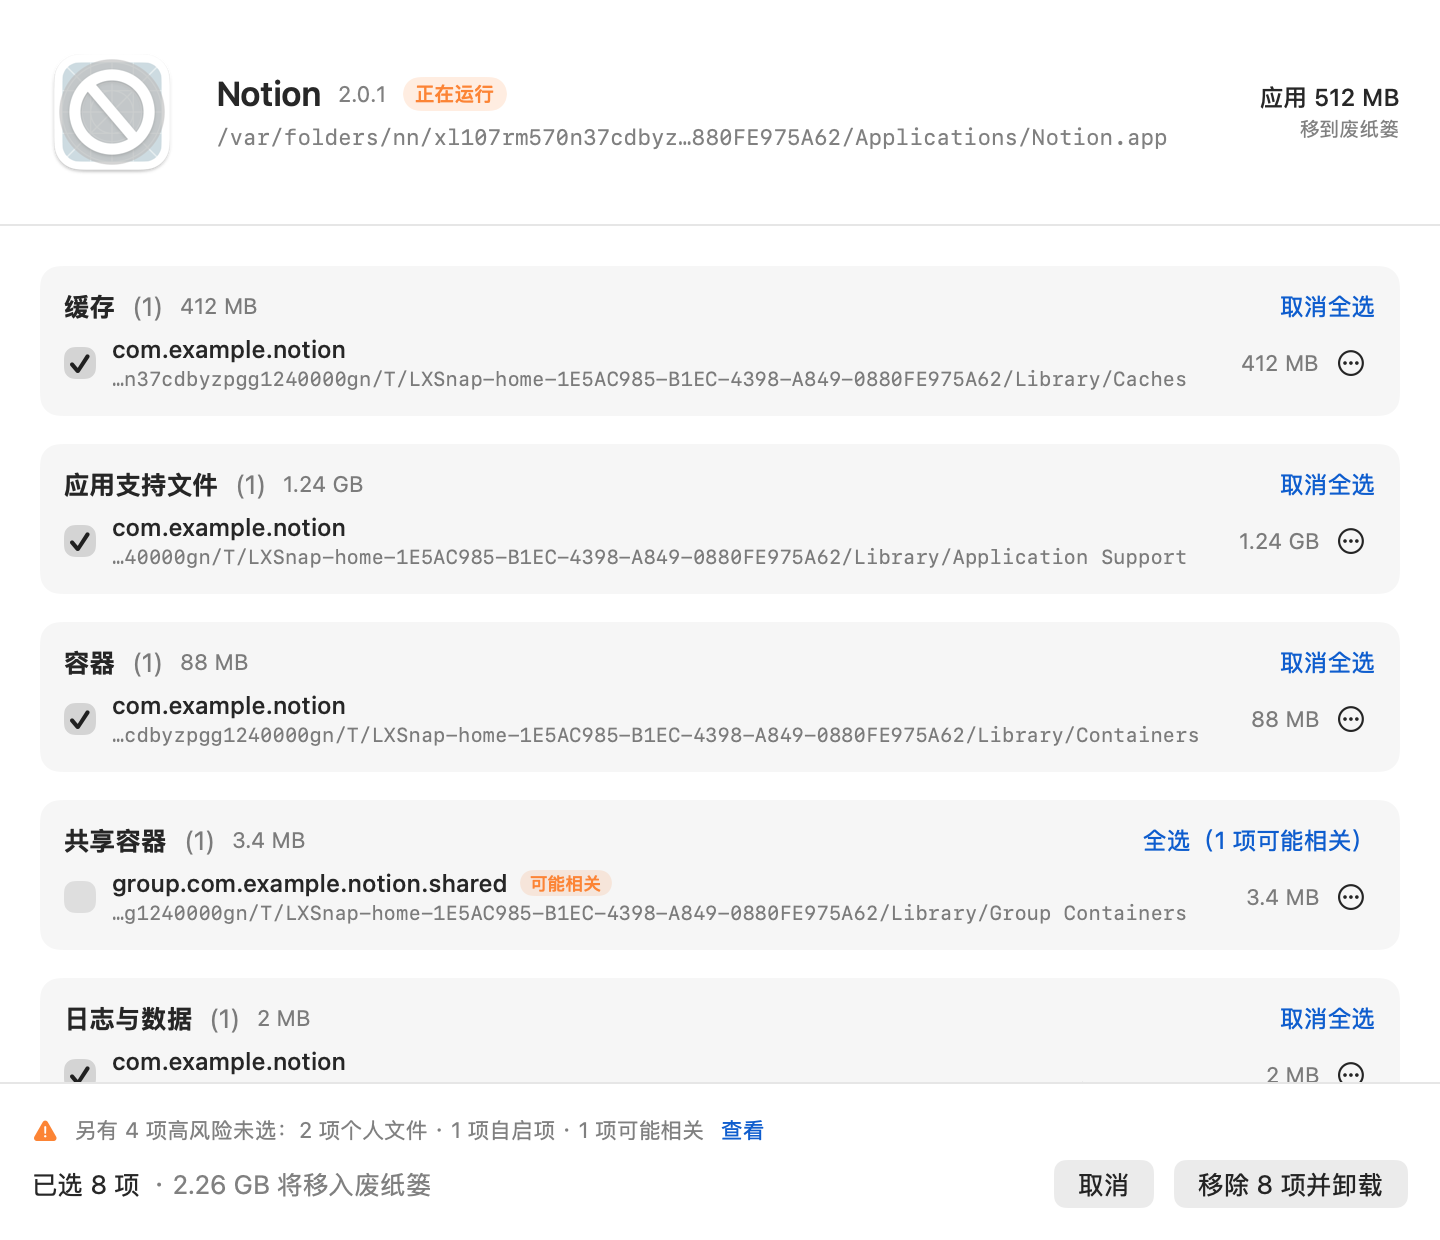 Notion 2.0.1 正在运行
/var/folders/nn/xl107rm570n37cdbyz…880FE975A62/Applications/Notion.app
应用 512 MB
移到废纸篓
缓存 (1) 412 MB 取消全选
com.example.notion
…n37cdbyzpgg1240000gn/T/LXSnap-home-1E5AC985-B1EC-4398-A849-0880FE975A62/Library/Caches
412 MB
应用支持文件 (1) 1.24 GB 取消全选
com.example.notion
…40000gn/T/LXSnap-home-1E5AC985-B1EC-4398-A849-0880FE975A62/Library/Application Support
1.24 GB
容器 (1) 88 MB 取消全选
com.example.notion
…cdbyzpgg1240000gn/T/LXSnap-home-1E5AC985-B1EC-4398-A849-0880FE975A62/Library/Containers
88 MB
共享容器 (1) 3.4 MB 全选（1 项可能相关）
group.com.example.notion.shared 可能相关
…g1240000gn/T/LXSnap-home-1E5AC985-B1EC-4398-A849-0880FE975A62/Library/Group Containers
3.4 MB
日志与数据 (1) 2 MB 取消全选
com.example.notion
2 MB
另有 4 项高风险未选：2 项个人文件 · 1 项自启项 · 1 项可能相关 查看
已选 8 项 · 2.26 GB 将移入废纸篓
取消
移除 8 项并卸载